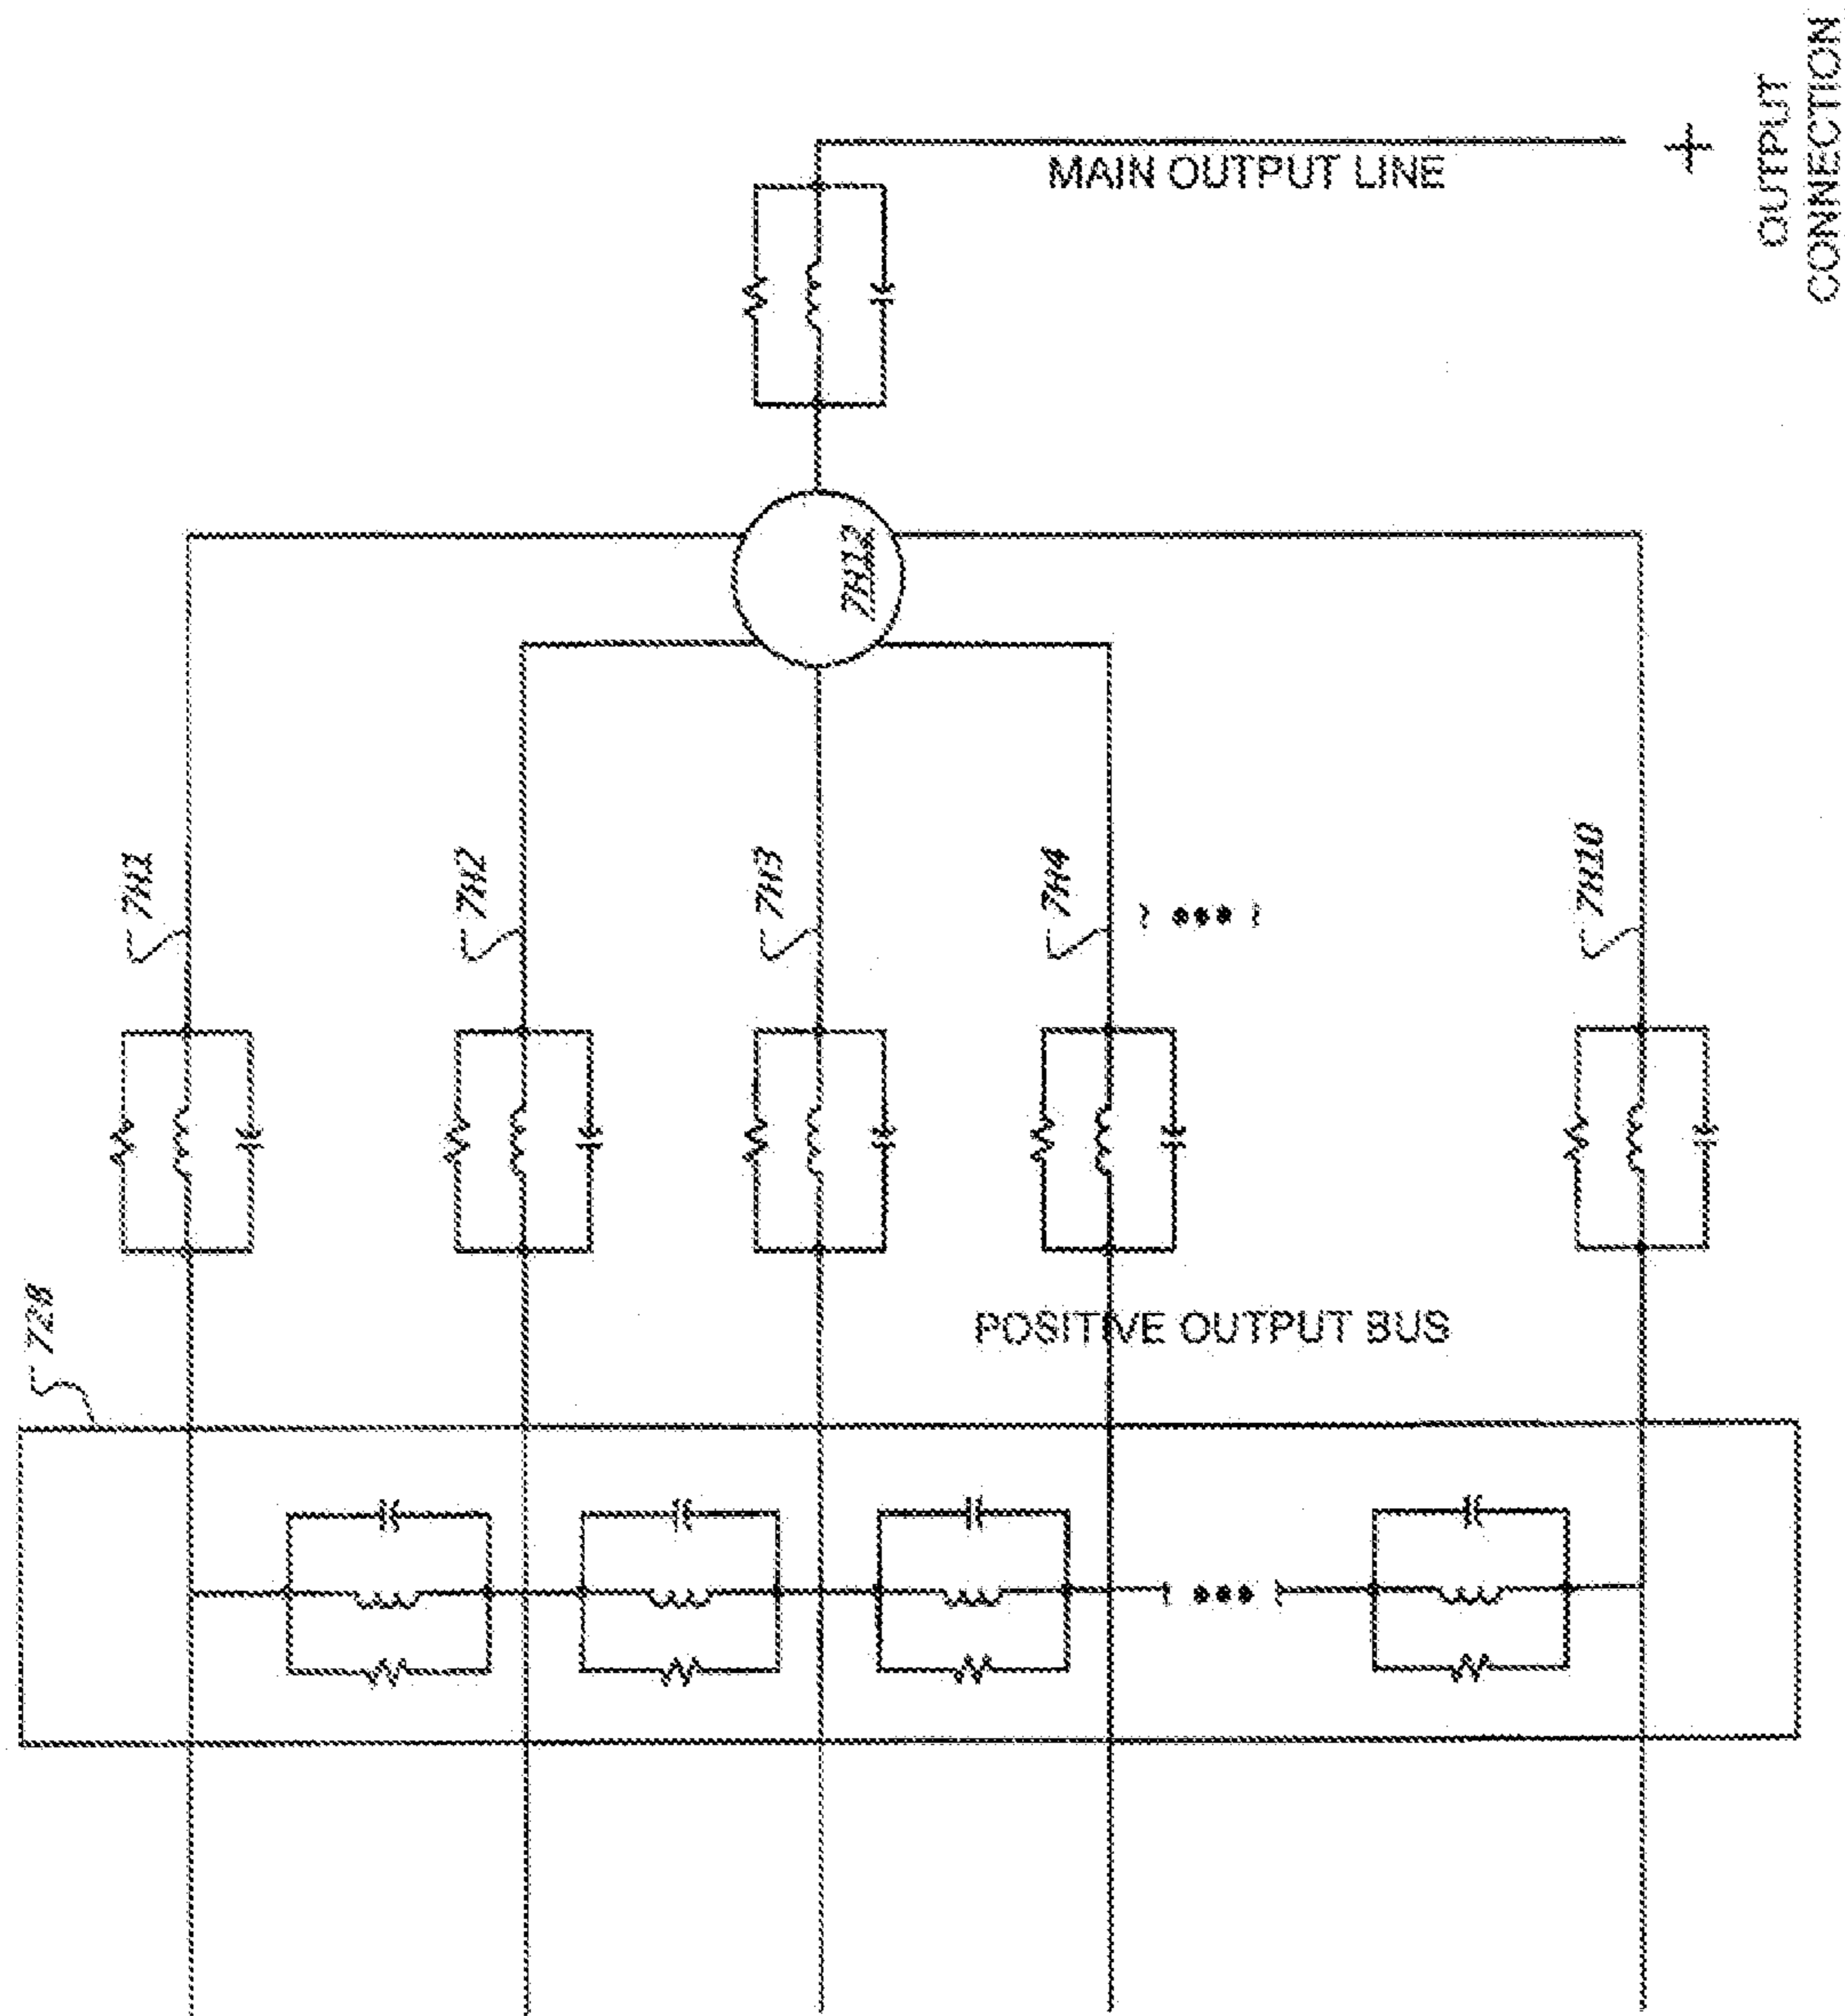 OUTPUT
CONNECTION
+
MAIN OUTPUT LINE
7H12
7H1
7H2
7H3
7H4
7H10
728
POSITIVE OUTPUT BUS